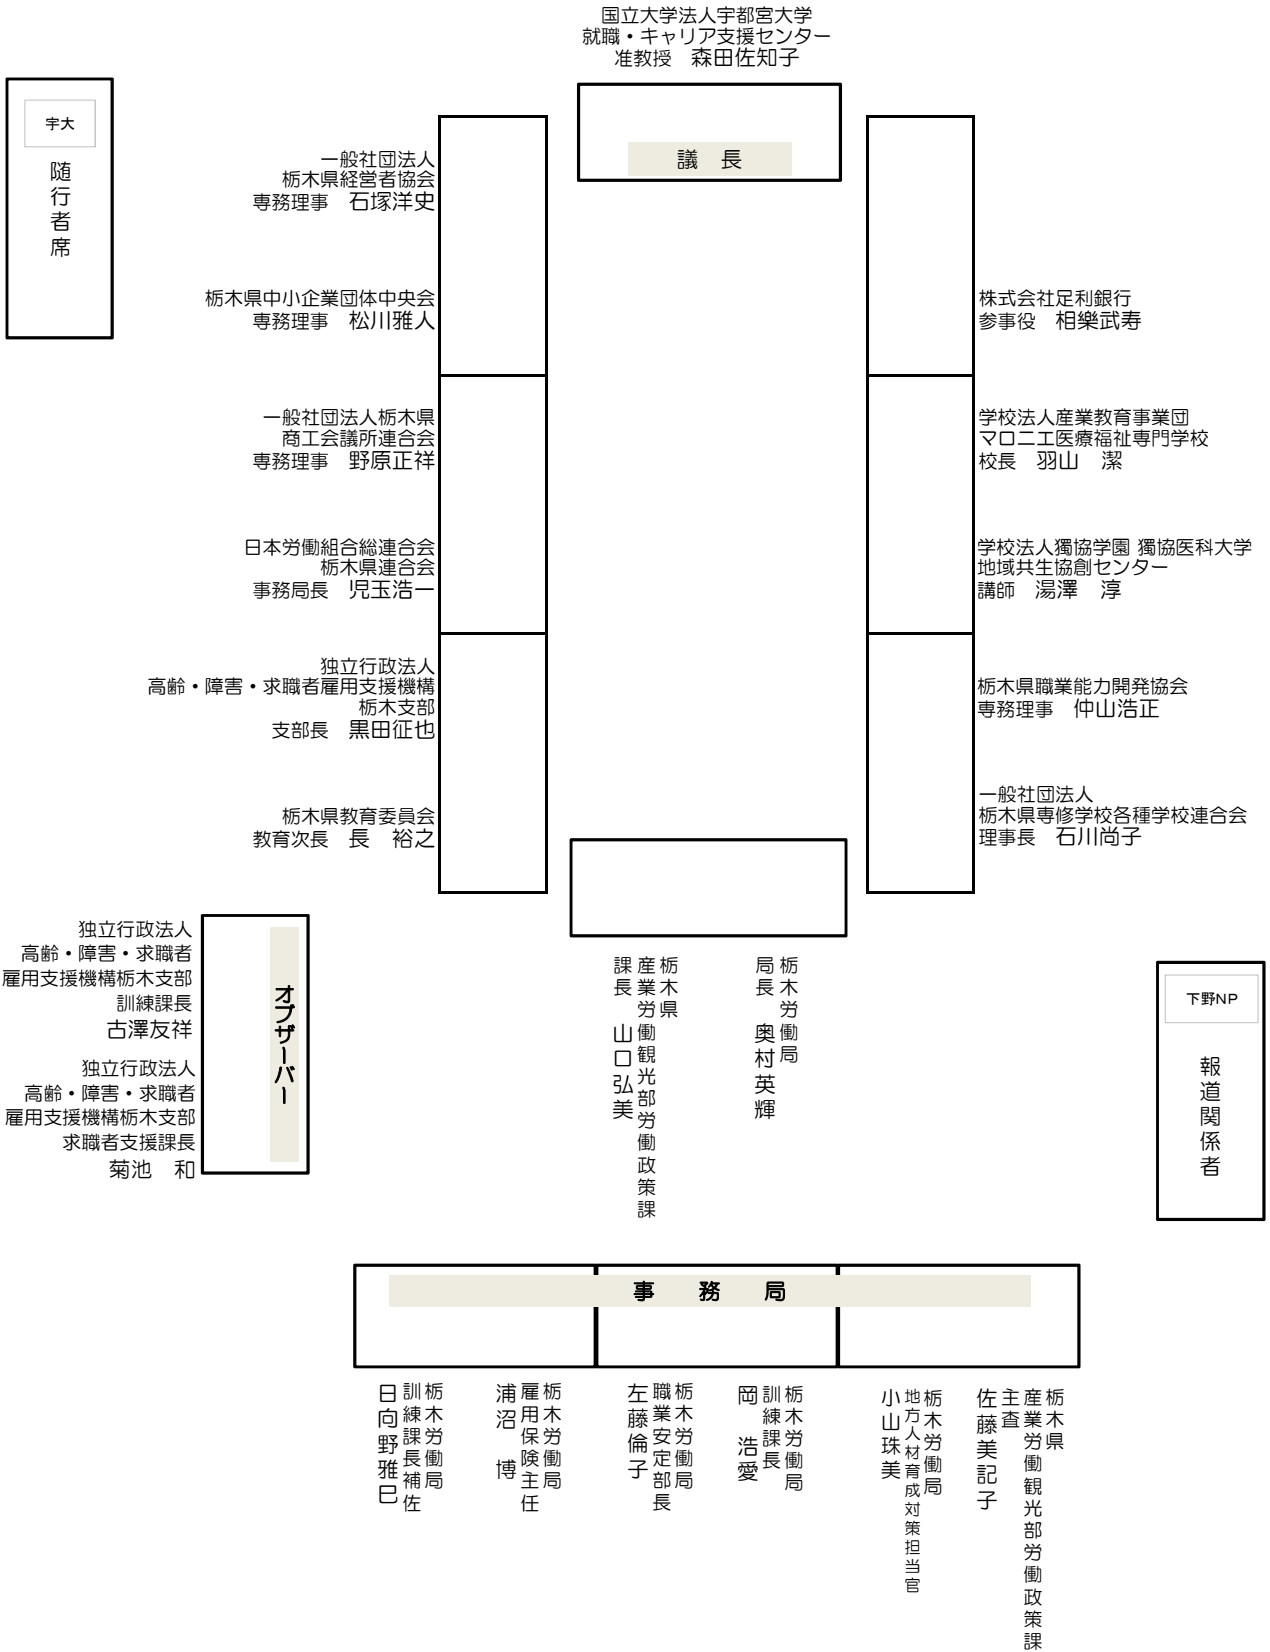 国立大学法人宇都宮大学
就職・キャリア支援センター
准教授　森田佐知子
議　長
宇大
随行者席
一般社団法人
栃木県経営者協会
専務理事　石塚洋史
栃木県中小企業団体中央会
専務理事　松川雅人
一般社団法人栃木県
商工会議所連合会
専務理事　野原正祥
日本労働組合総連合会
栃木県連合会
事務局長　児玉浩一
独立行政法人
高齢・障害・求職者雇用支援機構
栃木支部
支部長　黒田征也
栃木県教育委員会
教育次長　長　裕之
株式会社足利銀行
参事役　相樂武寿
学校法人産業教育事業団
マロニエ医療福祉専門学校
校長　羽山　潔
学校法人獨協学園 獨協医科大学
地域共生協創センター
講師　湯澤　淳
栃木県職業能力開発協会
専務理事　仲山浩正
一般社団法人
栃木県専修学校各種学校連合会
理事長　石川尚子
独立行政法人
高齢・障害・求職者
雇用支援機構栃木支部
訓練課長
古澤友祥
独立行政法人
高齢・障害・求職者
雇用支援機構栃木支部
求職者支援課長
菊池　和
オブザーバー
栃木労働局
局長　奥村英輝
栃木県
産業労働観光部労働政策課
課長　山口弘美
下野NP
報道関係者
事　務　局
栃木県
産業労働観光部労働政策課
主査
佐藤美記子
栃木労働局
地方人材育成対策担当官
小山珠美
栃木労働局
訓練課長
岡　浩愛
栃木労働局
職業安定部長
左藤倫子
栃木労働局
雇用保険主任
浦沼　博
栃木労働局
訓練課長補佐
日向野雅巳